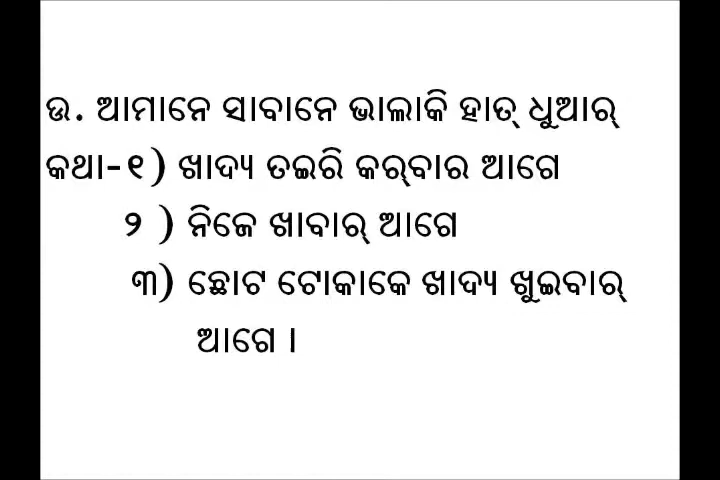 ଉ. ଆମାନେ ସାବାନେ ଭାଲାକି ହାତ୍ ଧୁଆର୍
କଥା-୧) ଖାଦ୍ୟ ତଇରି କର୍‌ବାର ଆଗେ
୨ ) ନିଜେ ଖାବାର୍ ଆଗେ
୩) ଛୋଟ ଟୋକାକେ ଖାଦ୍ୟ ଖୁଇବାର୍
ଆଗେ ।